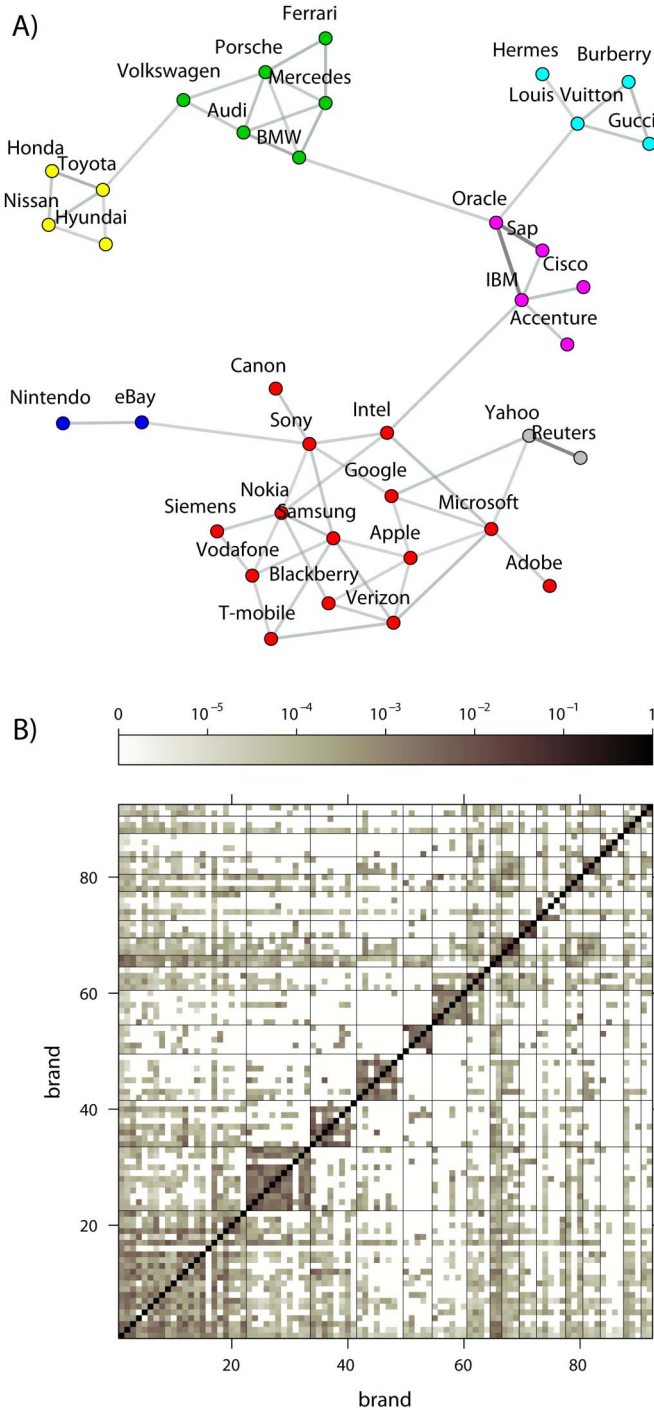 A)
Ferrari
Porsche
Mercedes
Volkswagen
Audi
BMW
Hermes
Burberry
Louis Vuitton
Gucci
Honda
Toyota
Nissan
Hyundai
Oracle
Sap
Cisco
IBM
Accenture
Canon
Nintendo
eBay
Sony
Intel
Yahoo
Reuters
Google
Nokia
Siemens
Samsung
Microsoft
Vodafone
Apple
Adobe
Blackberry
Verizon
T-mobile
B)
0 10⁻⁵ 10⁻⁴ 10⁻³ 10⁻² 10⁻¹ 1
80
60
40
20
brand
20 40 60 80
brand